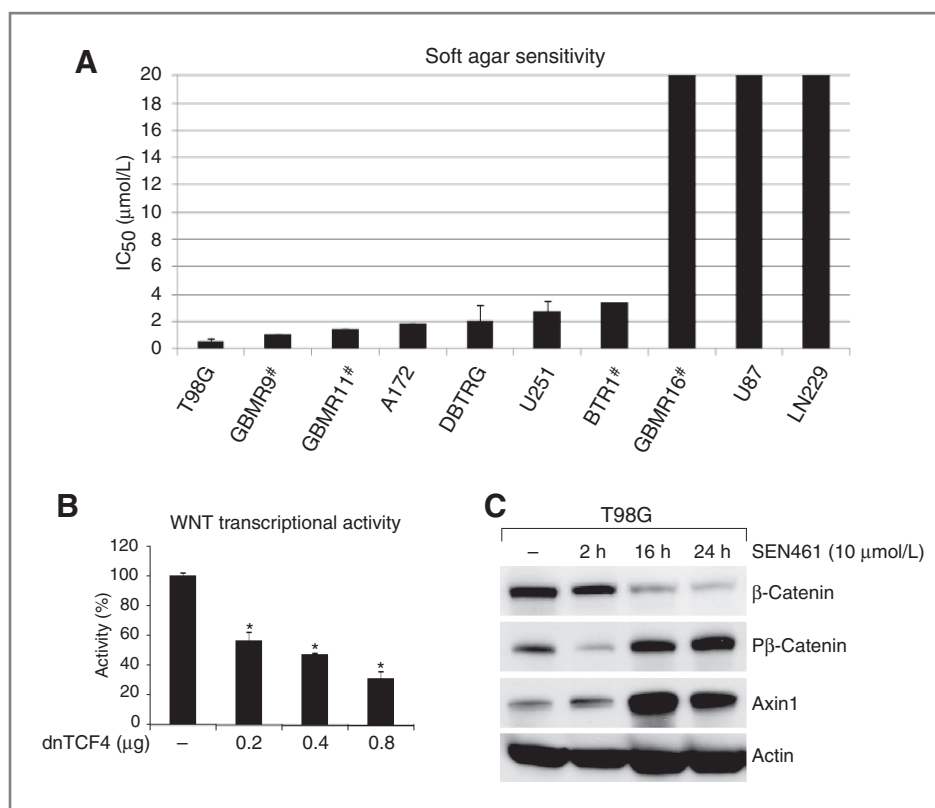 A
Soft agar sensitivity
IC50 (µmol/L)
20
18
16
14
12
10
8
6
4
2
0
T98G
GBMR9#
GBMR11#
A172
DBTRG
U251
BTR1#
GBMR16#
U87
LN229
B
WNT transcriptional activity
Activity (%)
120
100
80
60
40
20
0
* * *
dnTCF4 (µg) – 0.2 0.4 0.8
C
T98G
– 2 h 16 h 24 h SEN461 (10 µmol/L)
β-Catenin
Pβ-Catenin
Axin1
Actin